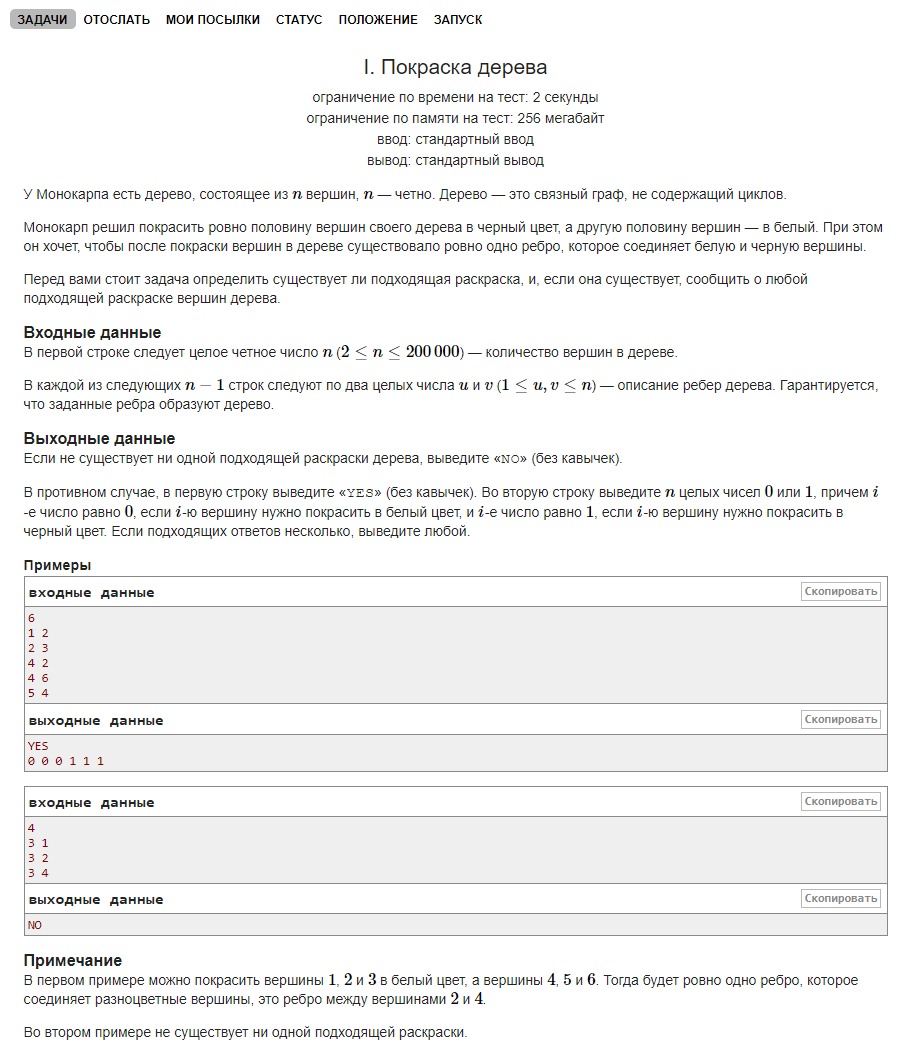 ЗАДАЧИ ОТОСЛАТЬ МОИ ПОСЫЛКИ СТАТУС ПОЛОЖЕНИЕ ЗАПУСК
I. Покраска дерева
ограничение по времени на тест: 2 секунды
ограничение по памяти на тест: 256 мегабайт
ввод: стандартный ввод
вывод: стандартный вывод
У Монокарпа есть дерево, состоящее из n вершин, n — четно. Дерево — это связный граф, не содержащий циклов.
Монокарп решил покрасить ровно половину вершин своего дерева в черный цвет, а другую половину вершин — в белый. При этом
он хочет, чтобы после покраски вершин в дереве существовало ровно одно ребро, которое соединяет белую и черную вершины.
Перед вами стоит задача определить существует ли подходящая раскраска, и, если она существует, сообщить о любой
подходящей раскраске вершин дерева.
Входные данные
В первой строке следует целое четное число n (2 ≤ n ≤ 200 000) — количество вершин в дереве.
В каждой из следующих n − 1 строк следуют по два целых числа u и v (1 ≤ u, v ≤ n) — описание ребер дерева. Гарантируется,
что заданные ребра образуют дерево.
Выходные данные
Если не существует ни одной подходящей раскраски дерева, выведите «NO» (без кавычек).
В противном случае, в первую строку выведите «YES» (без кавычек). Во вторую строку выведите n целых чисел 0 или 1, причем i
-е число равно 0, если i-ю вершину нужно покрасить в белый цвет, и i-е число равно 1, если i-ю вершину нужно покрасить в
черный цвет. Если подходящих ответов несколько, выведите любой.
Примеры
входные данные Скопировать
6
1 2
2 3
4 2
4 6
5 4
выходные данные Скопировать
YES
0 0 0 1 1 1
входные данные Скопировать
4
3 1
3 2
3 4
выходные данные Скопировать
NO
Примечание
В первом примере можно покрасить вершины 1, 2 и 3 в белый цвет, а вершины 4, 5 и 6. Тогда будет ровно одно ребро, которое
соединяет разноцветные вершины, это ребро между вершинами 2 и 4.
Во втором примере не существует ни одной подходящей раскраски.